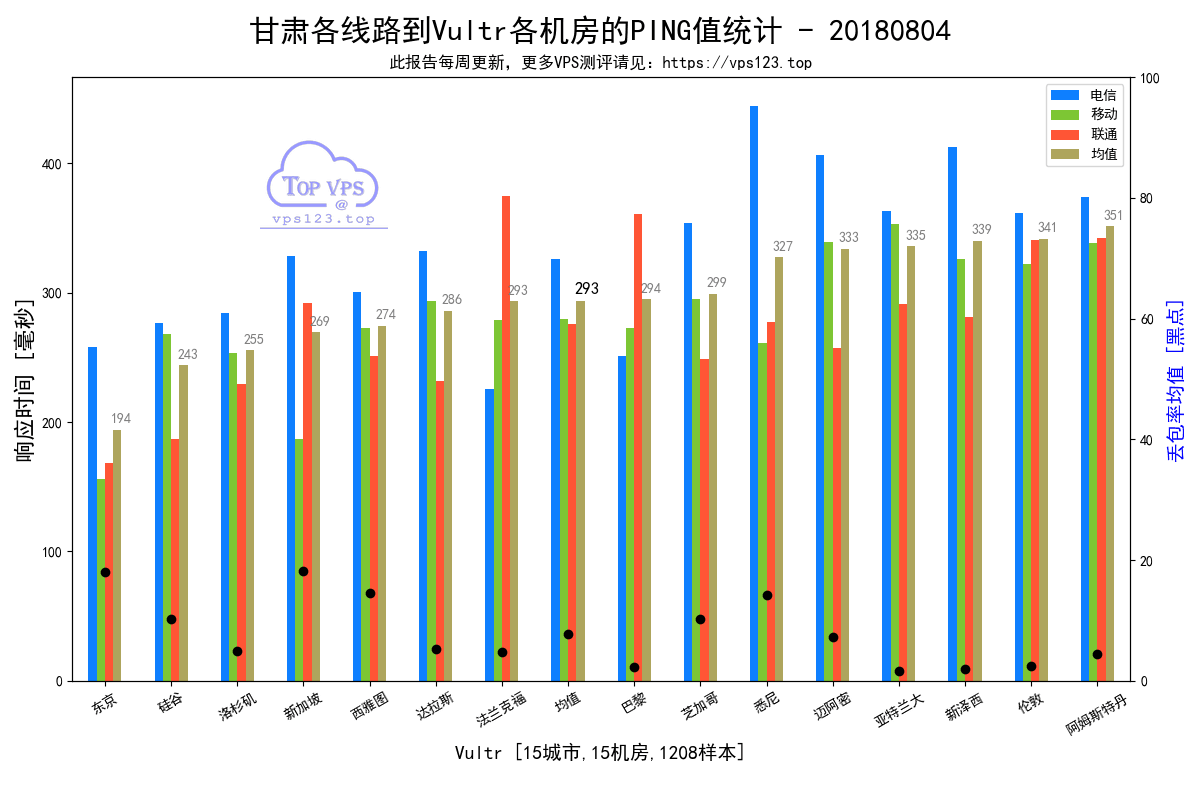 甘肃各线路到Vultr各机房的PING值统计 - 20180804
此报告每周更新，更多VPS测评请见：https://vps123.top
电信
移动
联通
均值
TOP VPS
@
vps123.top
响应时间 [毫秒]
0
100
200
300
400
丢包率均值 [黑点]
0
20
40
60
80
100
194
243
255
269
274
286
293
293
294
299
327
333
335
339
341
351
东京
硅谷
洛杉矶
新加坡
西雅图
达拉斯
法兰克福
均值
巴黎
芝加哥
悉尼
迈阿密
亚特兰大
新泽西
伦敦
阿姆斯特丹
Vultr [15城市,15机房,1208样本]